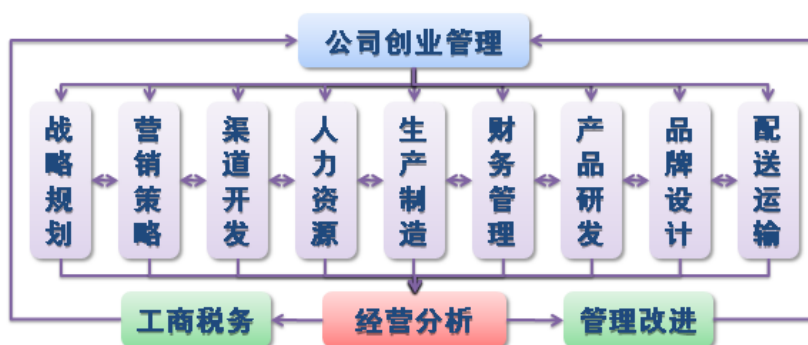 公司创业管理
战略规划
营销策略
渠道开发
人力资源
生产制造
财务管理
产品研发
品牌设计
配送运输
工商税务
经营分析
管理改进